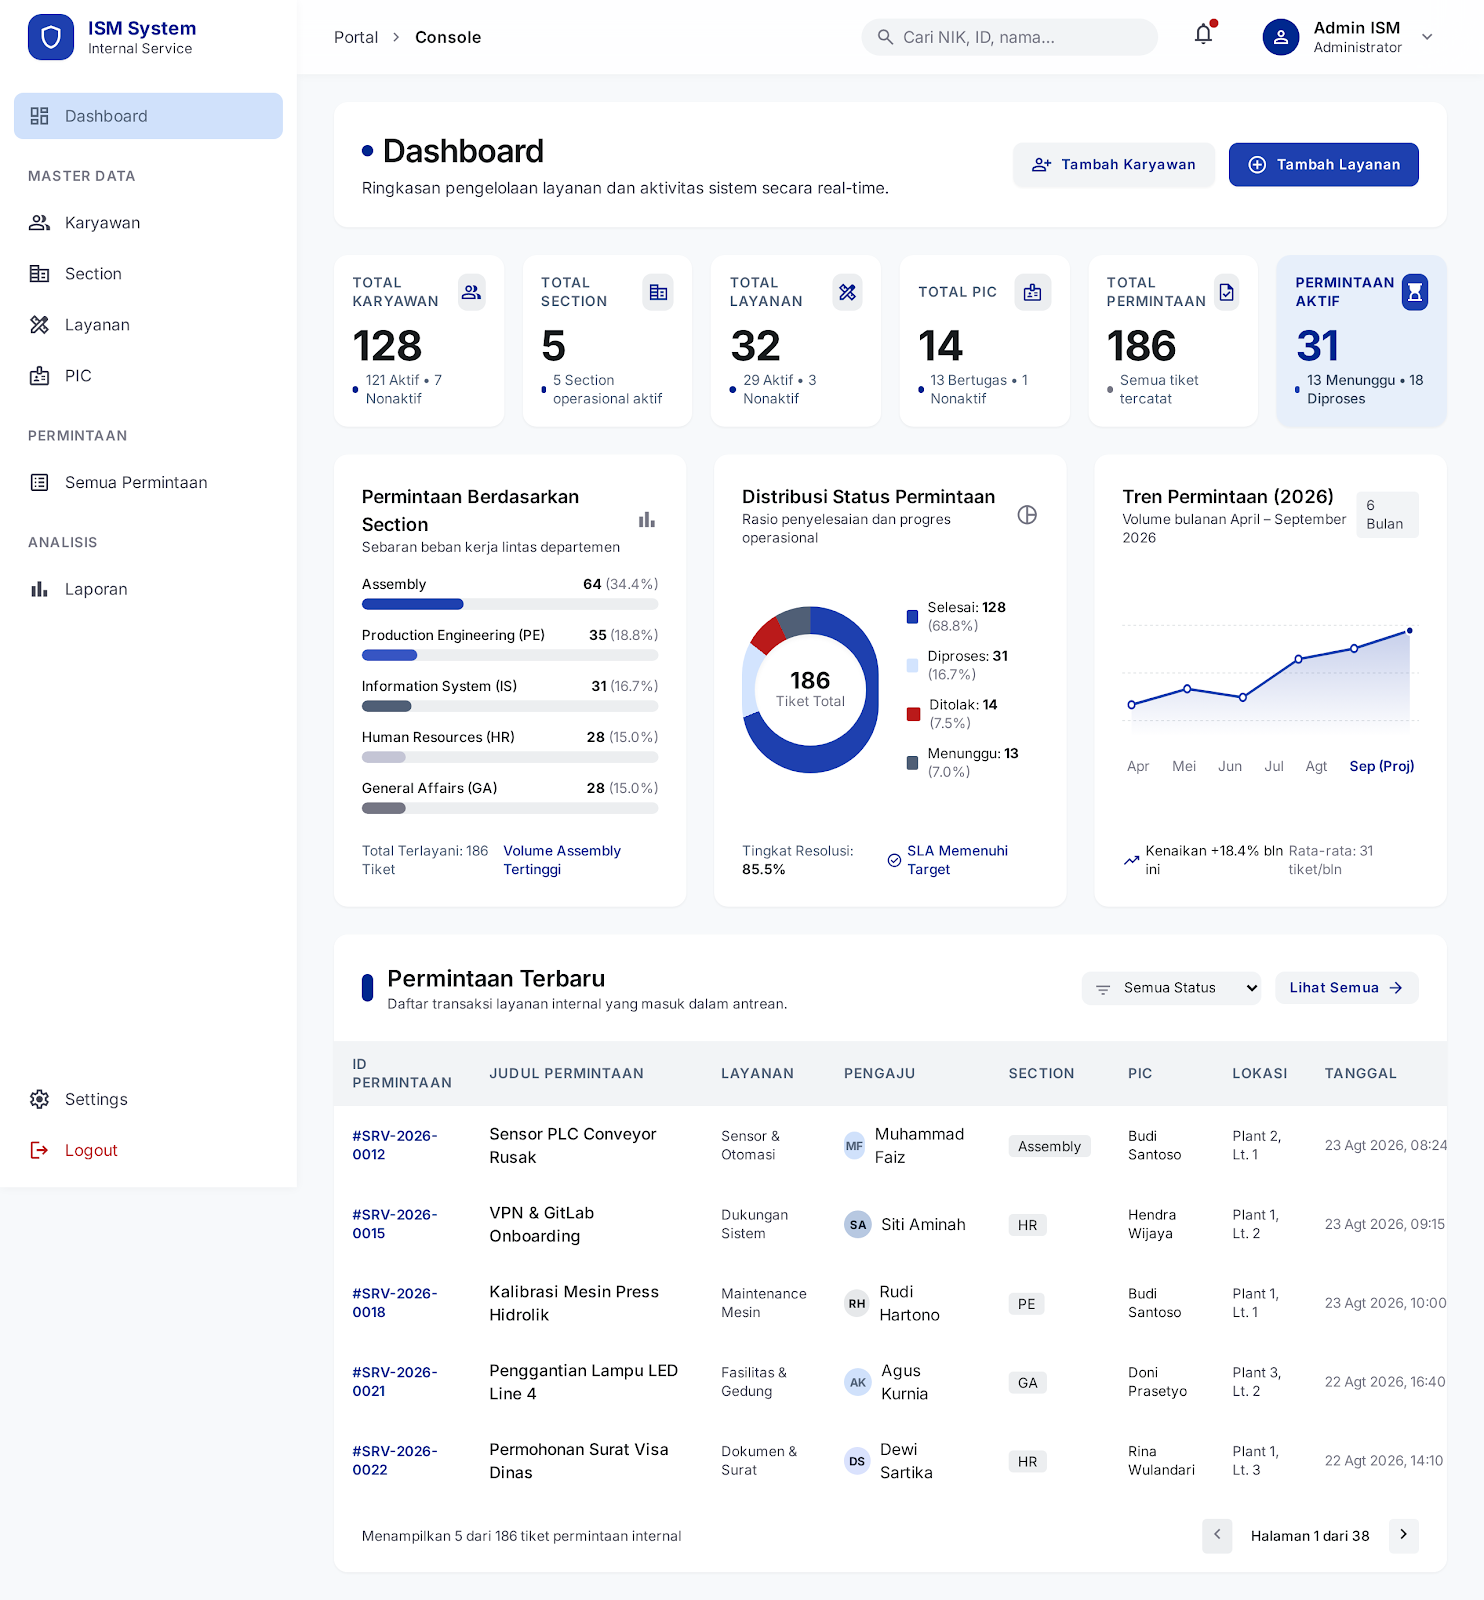 ISM System
Internal Service
Dashboard
MASTER DATA
Karyawan
Section
Layanan
PIC
PERMINTAAN
Semua Permintaan
ANALISIS
Laporan
Settings
Logout
Portal > Console
Cari NIK, ID, nama...
Admin ISM
Administrator
Dashboard
Ringkasan pengelolaan layanan dan aktivitas sistem secara real-time.
Tambah Karyawan
Tambah Layanan
TOTAL
KARYAWAN
128
121 Aktif • 7
Nonaktif
TOTAL
SECTION
5
5 Section
operasional aktif
TOTAL
LAYANAN
32
29 Aktif • 3
Nonaktif
TOTAL PIC
14
13 Bertugas • 1
Nonaktif
TOTAL
PERMINTAAN
186
Semua tiket
tercatat
PERMINTAAN
AKTIF
31
13 Menunggu • 18
Diproses
Permintaan Berdasarkan
Section
Sebaran beban kerja lintas departemen
Assembly 64 (34.4%)
Production Engineering (PE) 35 (18.8%)
Information System (IS) 31 (16.7%)
Human Resources (HR) 28 (15.0%)
General Affairs (GA) 28 (15.0%)
Total Terlayani: 186
Tiket
Volume Assembly
Tertinggi
Distribusi Status Permintaan
Rasio penyelesaian dan progres
operasional
186
Tiket Total
Selesai: 128
(68.8%)
Diproses: 31
(16.7%)
Ditolak: 14
(7.5%)
Menunggu: 13
(7.0%)
Tingkat Resolusi:
85.5%
SLA Memenuhi
Target
Tren Permintaan (2026)
Volume bulanan April – September
2026
6
Bulan
Apr Mei Jun Jul Agt Sep (Proj)
Kenaikan +18.4% bln
ini
Rata-rata: 31
tiket/bln
Permintaan Terbaru
Daftar transaksi layanan internal yang masuk dalam antrean.
Semua Status
Lihat Semua
ID
PERMINTAAN
JUDUL PERMINTAAN
LAYANAN
PENGAJU
SECTION
PIC
LOKASI
TANGGAL
#SRV-2026-
0012
Sensor PLC Conveyor
Rusak
Sensor &
Otomasi
MF
Muhammad
Faiz
Assembly
Budi
Santoso
Plant 2,
Lt. 1
23 Agt 2026, 08:24
#SRV-2026-
0015
VPN & GitLab
Onboarding
Dukungan
Sistem
SA
Siti Aminah
HR
Hendra
Wijaya
Plant 1,
Lt. 2
23 Agt 2026, 09:15
#SRV-2026-
0018
Kalibrasi Mesin Press
Hidrolik
Maintenance
Mesin
RH
Rudi
Hartono
PE
Budi
Santoso
Plant 1,
Lt. 1
23 Agt 2026, 10:00
#SRV-2026-
0021
Penggantian Lampu LED
Line 4
Fasilitas &
Gedung
AK
Agus
Kurnia
GA
Doni
Prasetyo
Plant 3,
Lt. 2
22 Agt 2026, 16:40
#SRV-2026-
0022
Permohonan Surat Visa
Dinas
Dokumen &
Surat
DS
Dewi
Sartika
HR
Rina
Wulandari
Plant 1,
Lt. 3
22 Agt 2026, 14:10
Menampilkan 5 dari 186 tiket permintaan internal
Halaman 1 dari 38